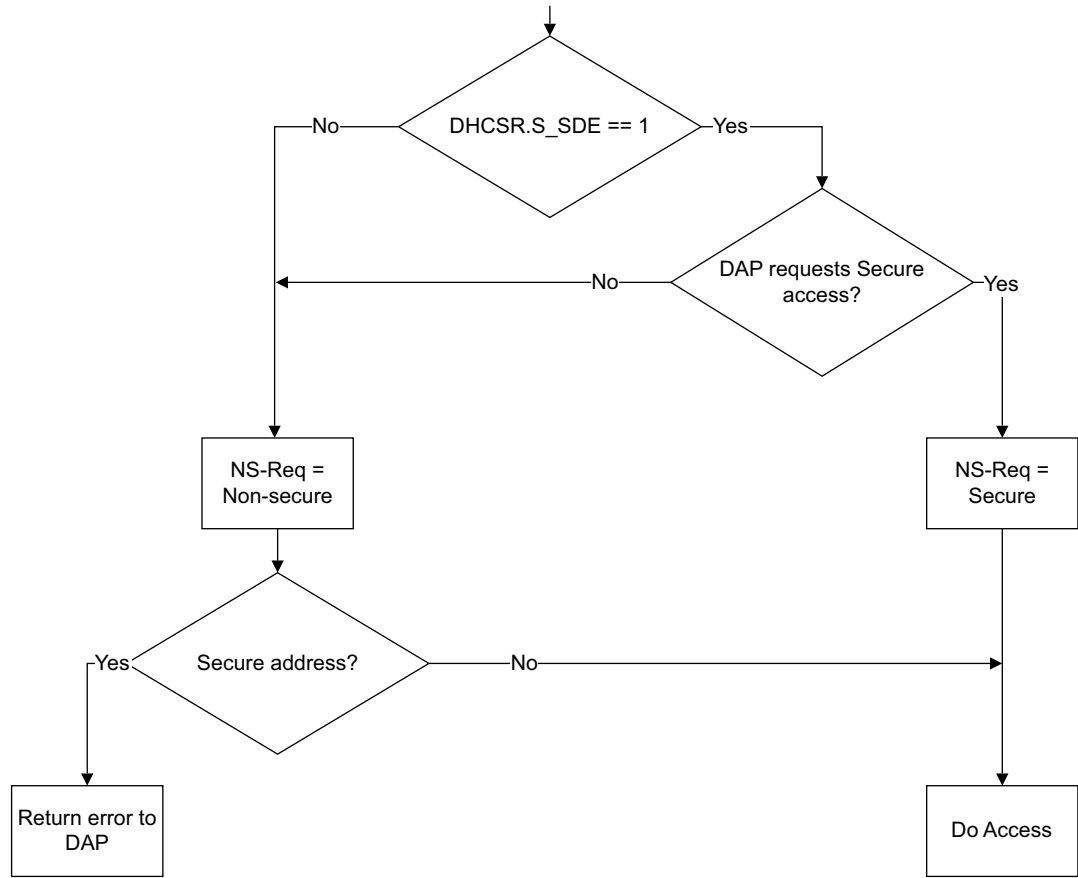 DHCSR.S_SDE == 1
No
Yes
DAP requests Secure
access?
No
Yes
NS-Req =
Non-secure
NS-Req =
Secure
Secure address?
Yes
No
Return error to
DAP
Do Access